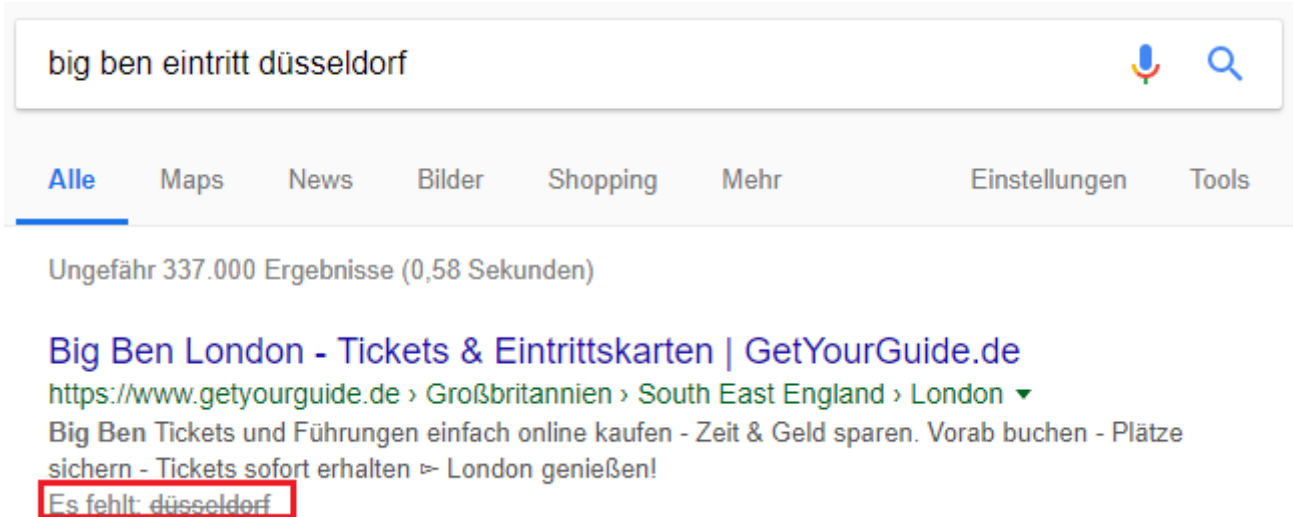 big ben eintritt düsseldorf
Alle Maps News Bilder Shopping Mehr Einstellungen Tools
Ungefähr 337.000 Ergebnisse (0,58 Sekunden)
Big Ben London - Tickets & Eintrittskarten | GetYourGuide.de
https://www.getyourguide.de › Großbritannien › South East England › London ▼
Big Ben Tickets und Führungen einfach online kaufen - Zeit & Geld sparen. Vorab buchen - Plätze
sichern - Tickets sofort erhalten ⊳ London genießen!
Es fehlt: düsseldorf